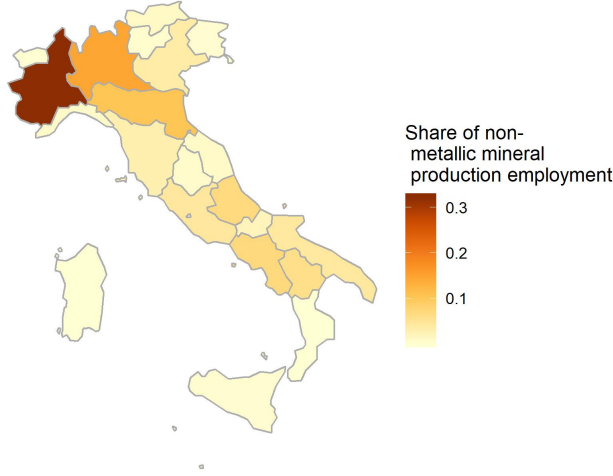 Share of non-
metallic mineral
production employment
0.3
0.2
0.1